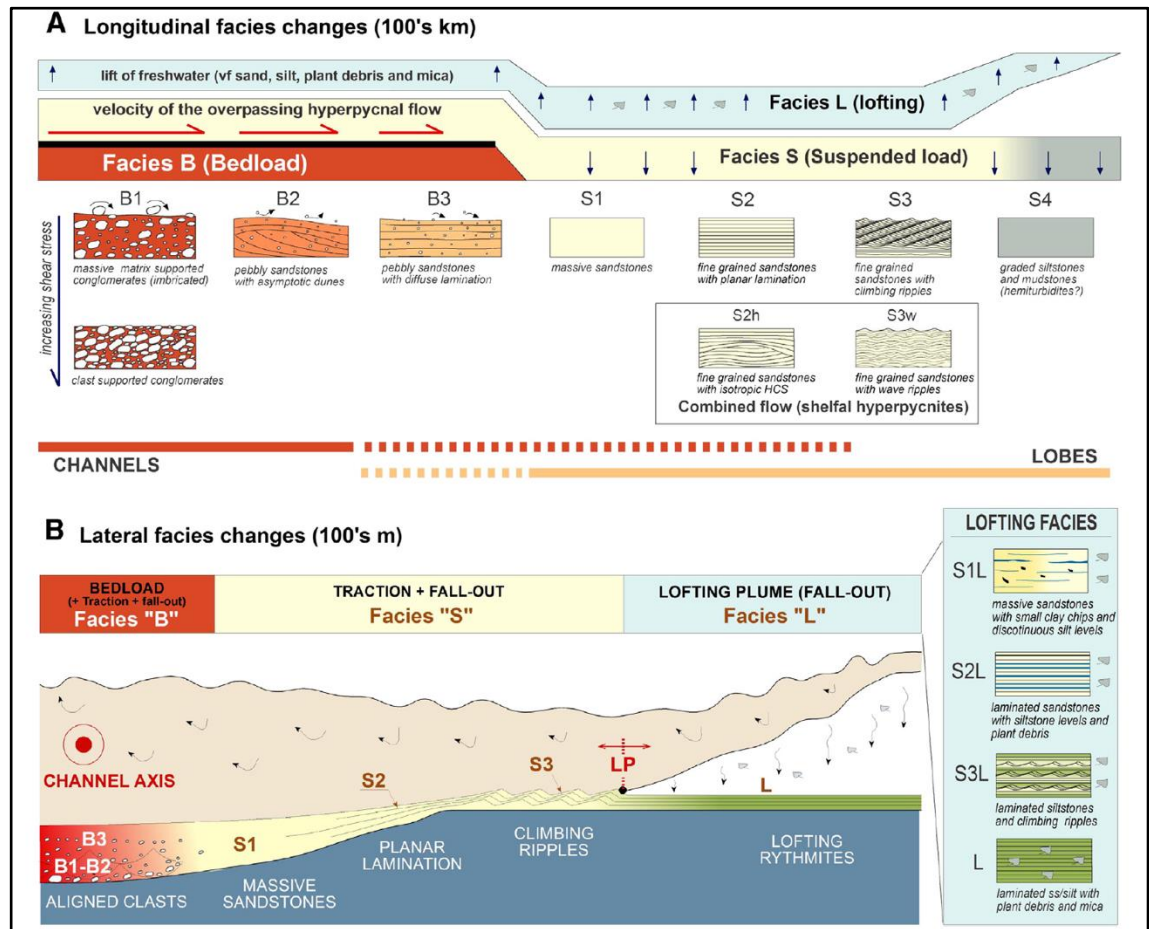 A Longitudinal facies changes (100's km)
lift of freshwater (vf sand, silt, plant debris and mica)
velocity of the overpassing hyperpycnal flow
Facies L (lofting)
Facies B (Bedload)
Facies S (Suspended load)
B1
B2
B3
S1
S2
S3
S4
increasing shear stress
massive matrix supported
conglomerates (imbricated)
pebbly sandstones
with asymptotic dunes
pebbly sandstones
with diffuse lamination
massive sandstones
fine grained sandstones
with planar lamination
fine grained
sandstones with
climbing ripples
graded siltstones
and mudstones
(hemiturbidites?)
clast supported conglomerates
S2h
S3w
fine grained sandstones
with isotropic HCS
fine grained sandstones
with wave ripples
Combined flow (shelfal hyperpycnites)
CHANNELS
LOBES
B Lateral facies changes (100's m)
BEDLOAD
(+ Traction + fall-out)
Facies "B"
TRACTION + FALL-OUT
Facies "S"
LOFTING PLUME (FALL-OUT)
Facies "L"
CHANNEL AXIS
S2
S3
LP
L
B3
B1-B2
S1
ALIGNED CLASTS
MASSIVE
SANDSTONES
PLANAR
LAMINATION
CLIMBING
RIPPLES
LOFTING
RYTHMITES
LOFTING FACIES
S1L
massive sandstones
with small clay chips and
discotinuous silt levels
S2L
laminated sandstones
with siltstone levels and
plant debris
S3L
laminated siltstones
and climbing ripples
L
laminated ss/silt with
plant debris and mica